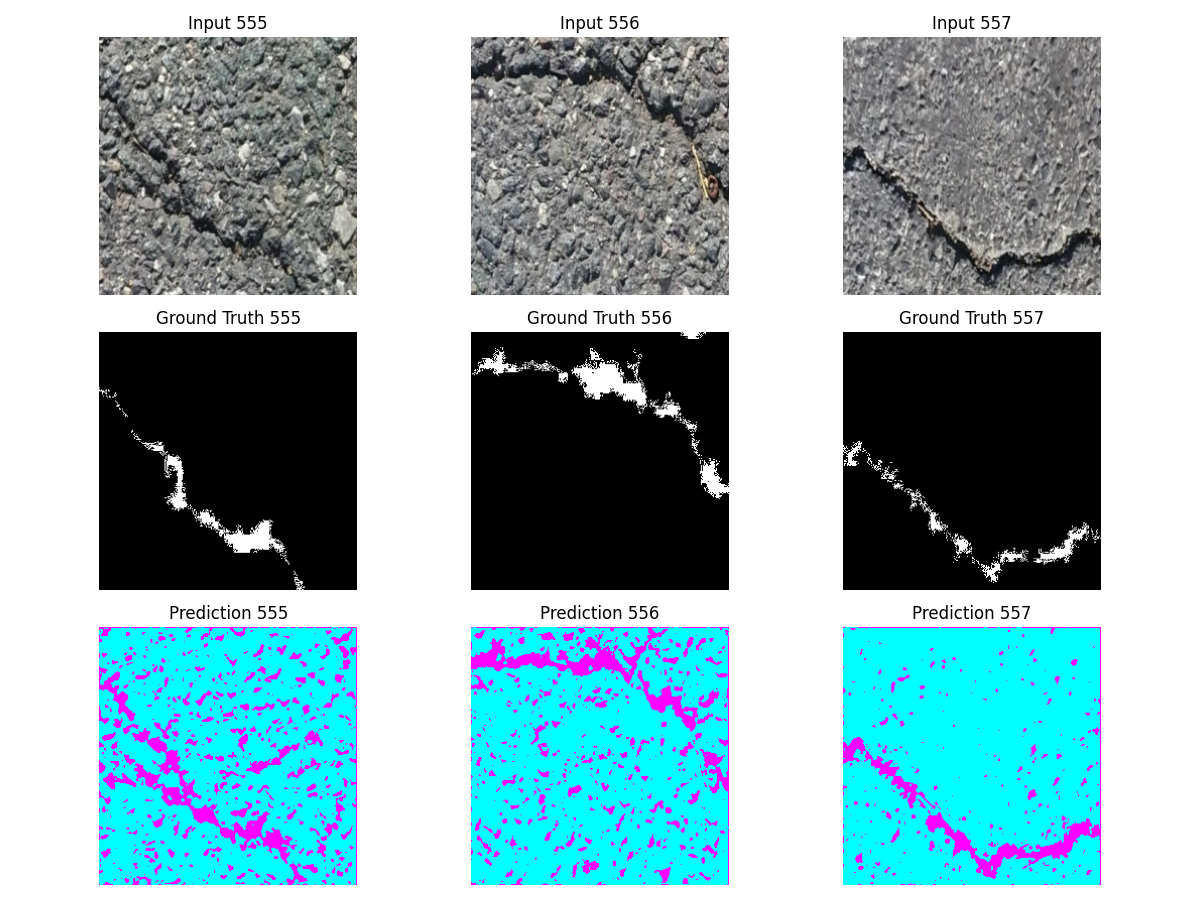 Input 555
Input 556
Input 557
Ground Truth 555
Ground Truth 556
Ground Truth 557
Prediction 555
Prediction 556
Prediction 557